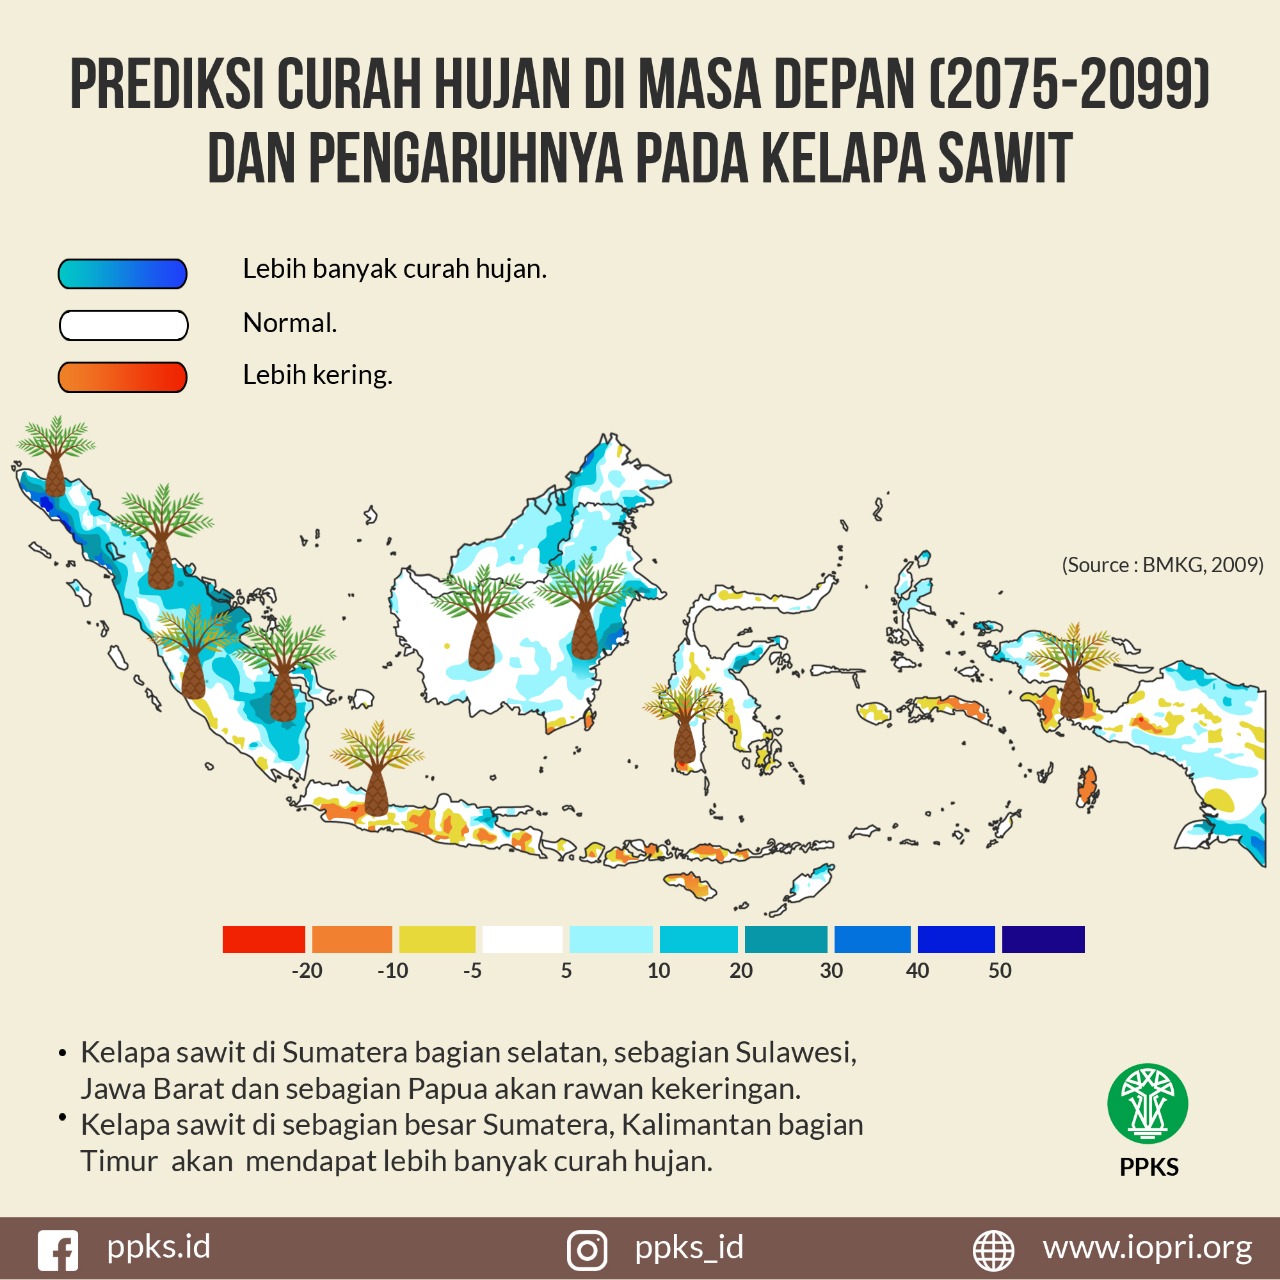 PREDIKSI CURAH HUJAN DI MASA DEPAN (2075-2099)
DAN PENGARUHNYA PADA KELAPA SAWIT
Lebih banyak curah hujan.
Normal.
Lebih kering.
(Source : BMKG, 2009)
-20 -10 -5 5 10 20 30 40 50
• Kelapa sawit di Sumatera bagian selatan, sebagian Sulawesi,
Jawa Barat dan sebagian Papua akan rawan kekeringan.
• Kelapa sawit di sebagian besar Sumatera, Kalimantan bagian
Timur akan mendapat lebih banyak curah hujan.
PPKS
ppks.id
ppks_id
www.iopri.org